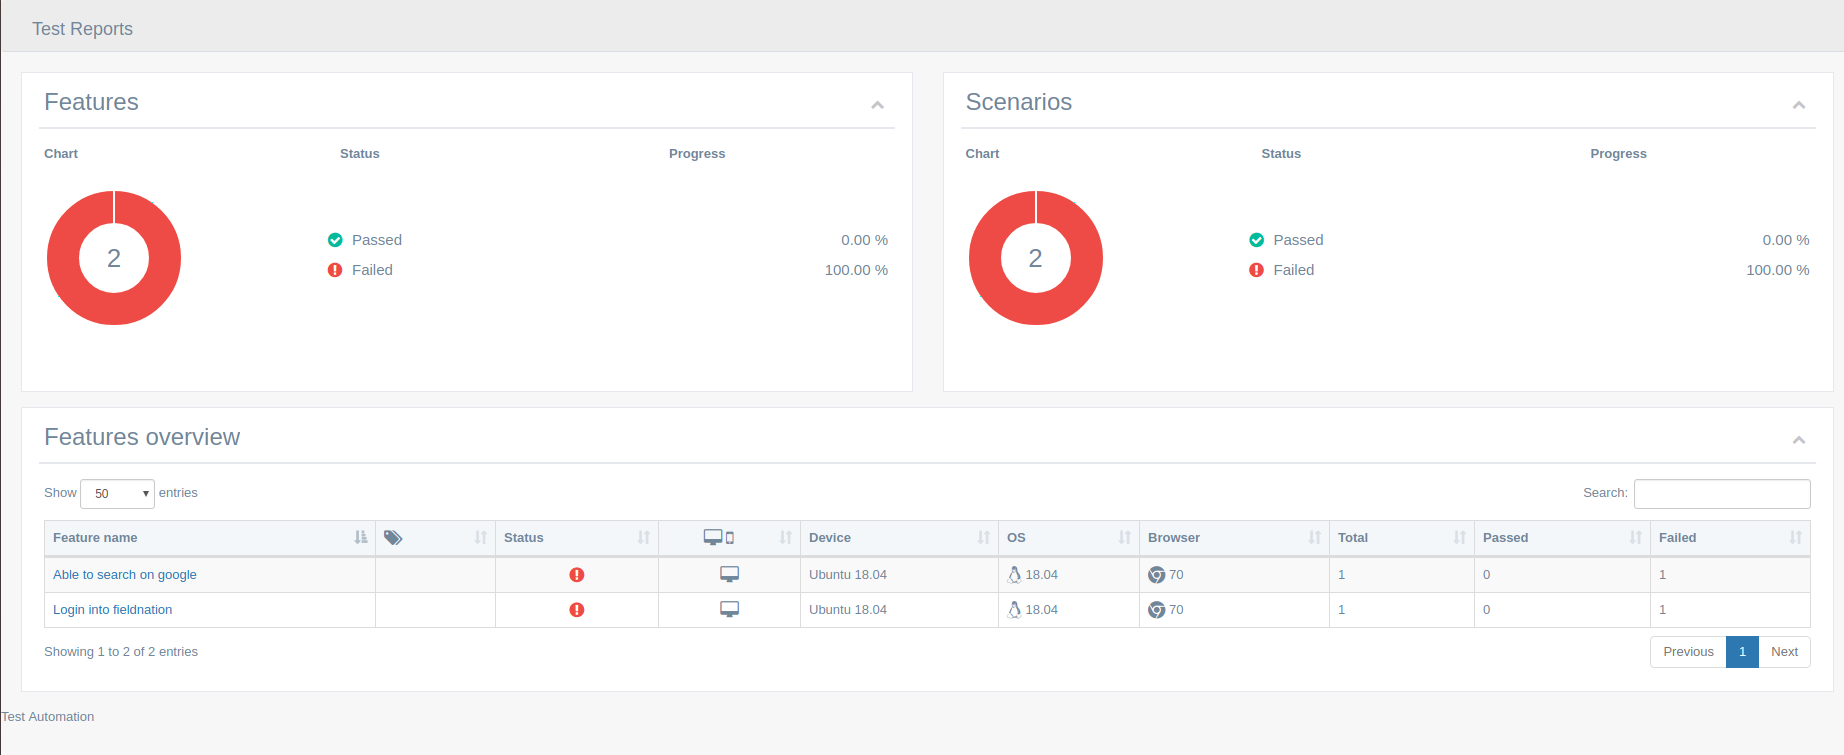 Test Reports
Features
Chart Status Progress
2
Passed 0.00 %
Failed 100.00 %
Scenarios
Chart Status Progress
2
Passed 0.00 %
Failed 100.00 %
Features overview
Show 50 entries Search:
Feature name Status Device OS Browser Total Passed Failed
Able to search on google Ubuntu 18.04 18.04 70 1 0 1
Login into fieldnation Ubuntu 18.04 18.04 70 1 0 1
Showing 1 to 2 of 2 entries Previous 1 Next
Test Automation